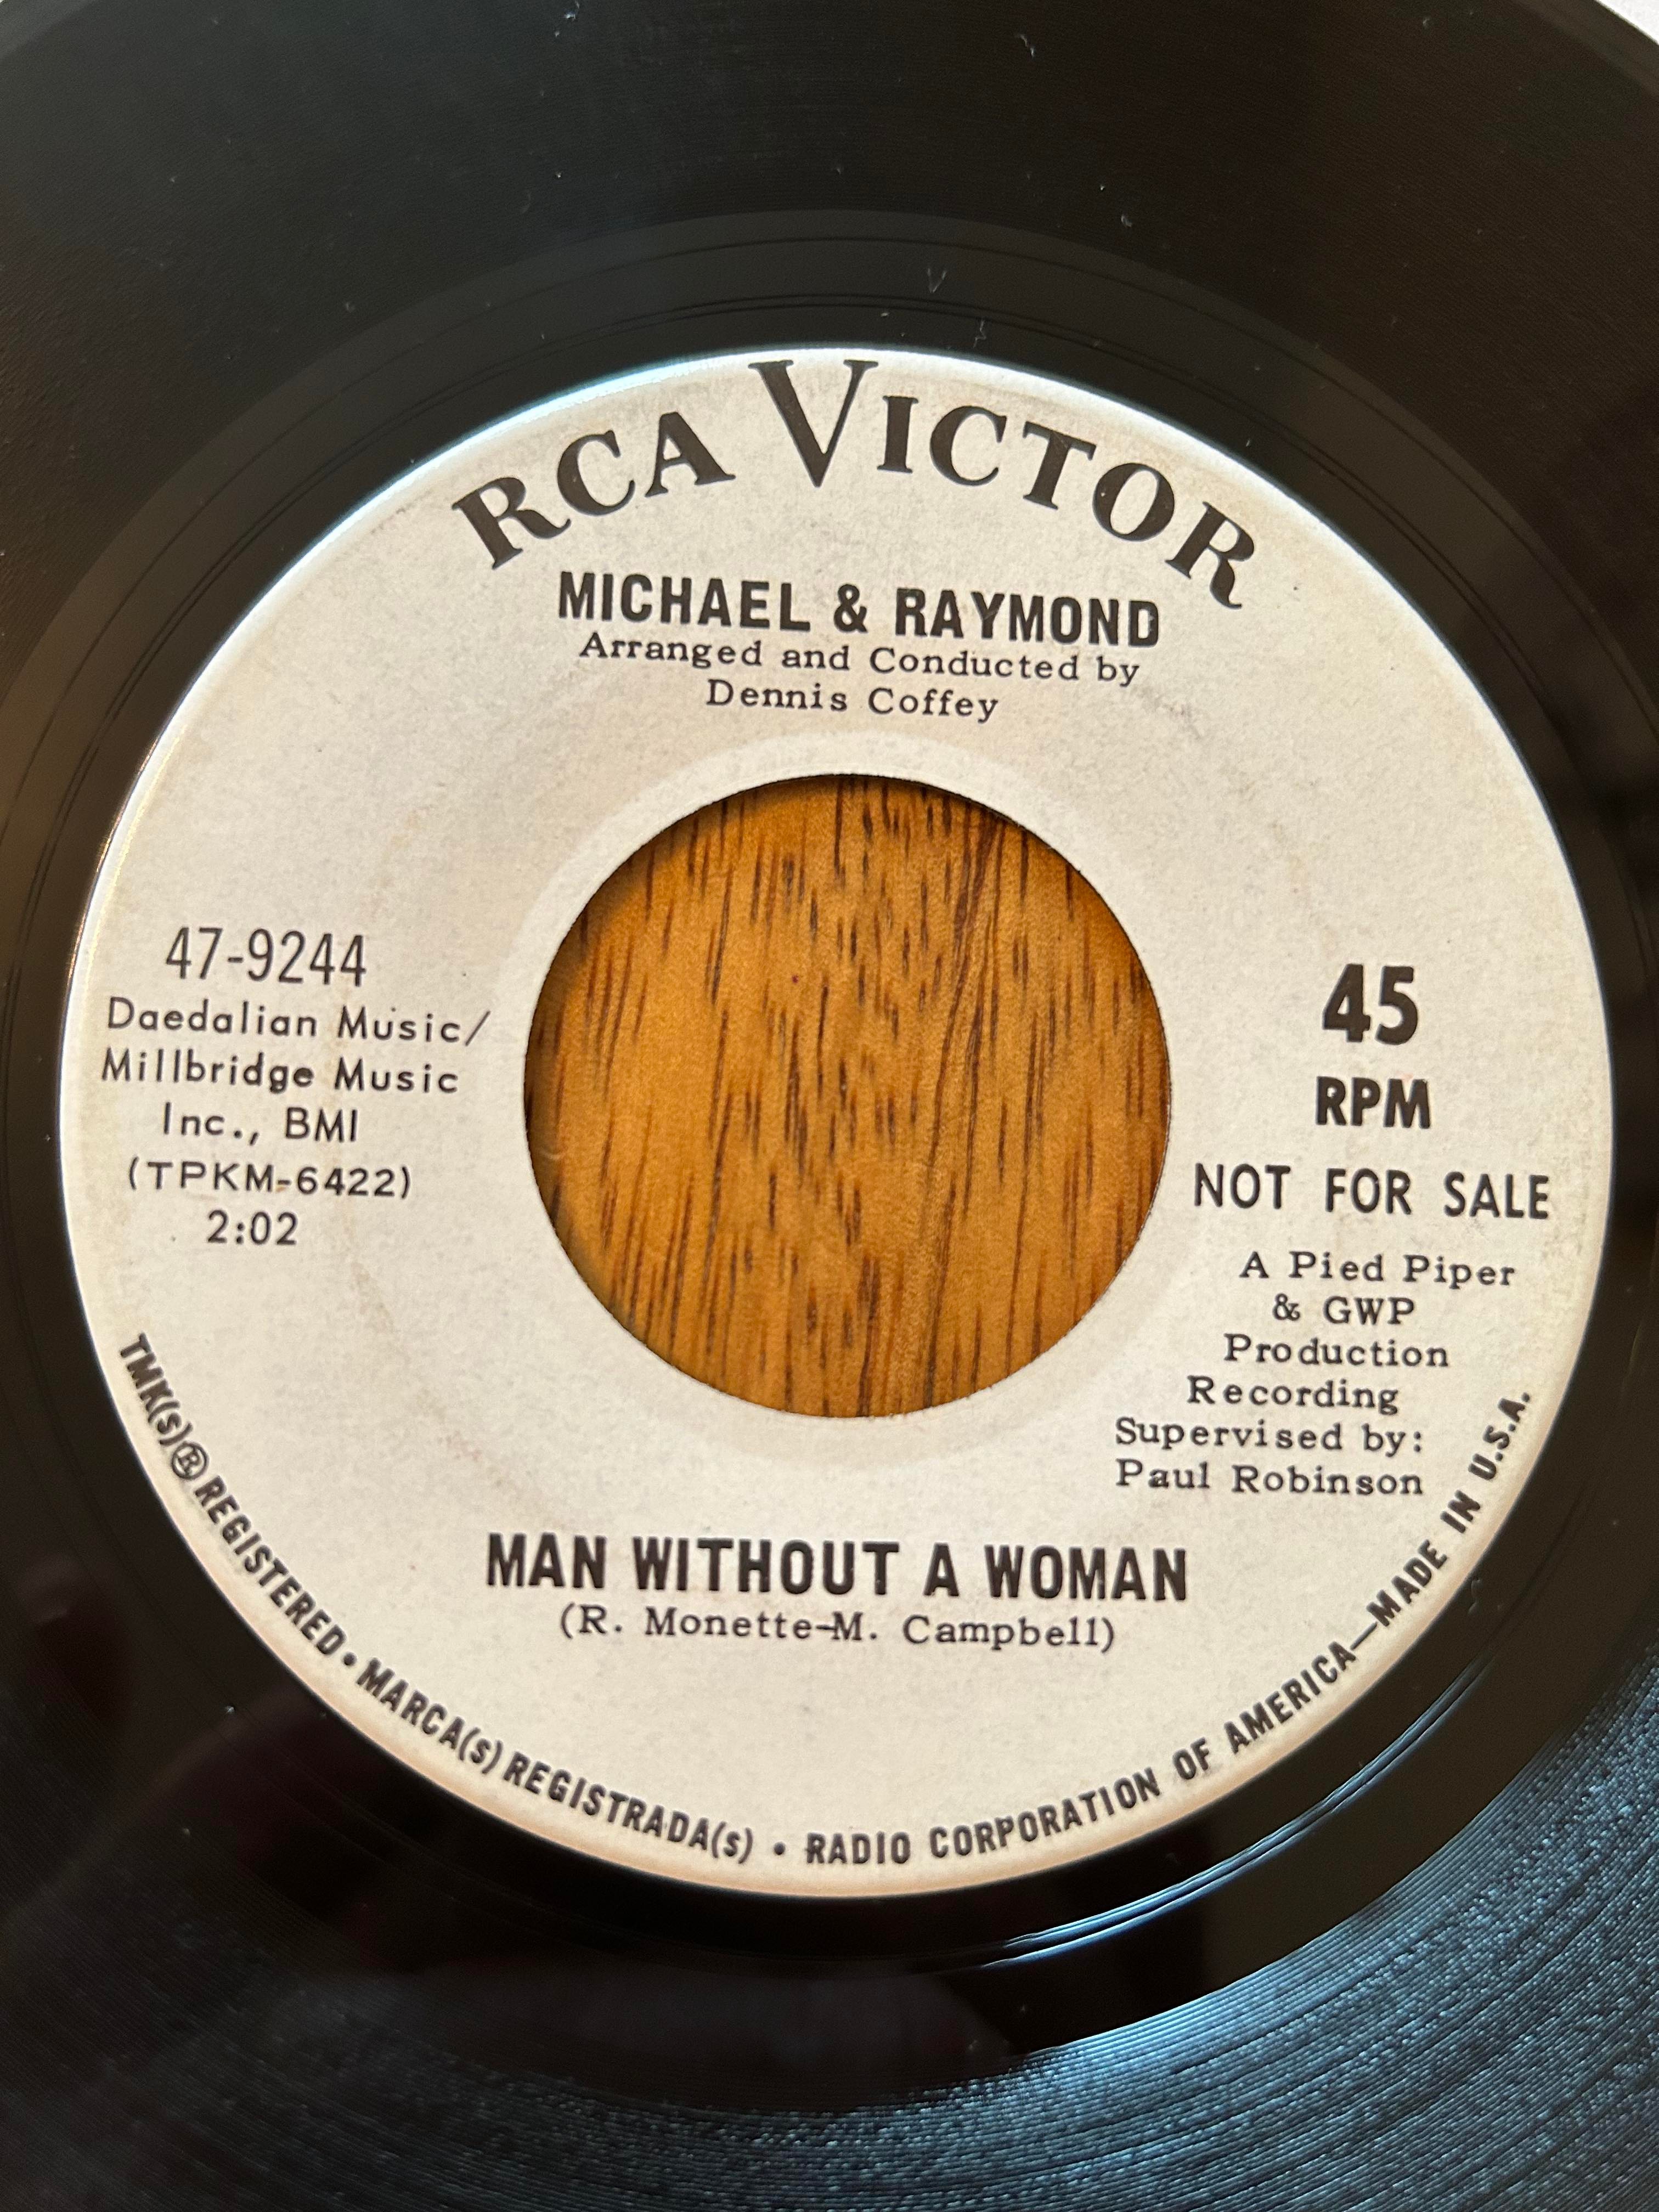 RCA VICTOR
MICHAEL & RAYMOND
Arranged and Conducted by
Dennis Coffey
47-9244
Daedalian Music/
Millbridge Music
Inc., BMI
(TPKM-6422)
2:02
45
RPM
NOT FOR SALE
A Pied Piper
& GWP
Production
Recording
Supervised by:
Paul Robinson
MAN WITHOUT A WOMAN
(R. Monette-M. Campbell)
TMK(s) ® REGISTERED • MARCA(s) REGISTRADA(s) • RADIO CORPORATION OF AMERICA—MADE IN U.S.A.